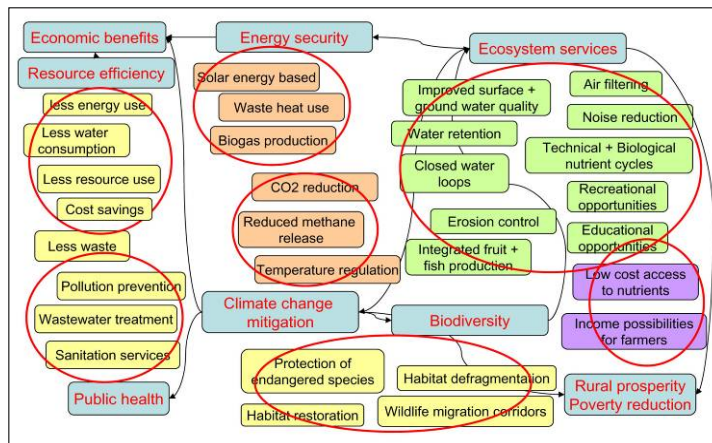 Economic benefits
Energy security
Ecosystem services
Resource efficiency
Solar energy based
Waste heat use
Biogas production
less energy use
Less water
consumption
Less resource use
Cost savings
Less waste
Pollution prevention
Wastewater treatment
Sanitation services
Public health
CO2 reduction
Reduced methane
release
Temperature regulation
Climate change
mitigation
Improved surface +
ground water quality
Water retention
Closed water
loops
Erosion control
Integrated fruit +
fish production
Air filtering
Noise reduction
Technical + Biological
nutrient cycles
Recreational
opportunities
Educational
opportunities
Low cost access
to nutrients
Income possibilities
for farmers
Biodiversity
Protection of
endangered species
Habitat defragmentation
Habitat restoration
Wildlife migration corridors
Rural prosperity
Poverty reduction